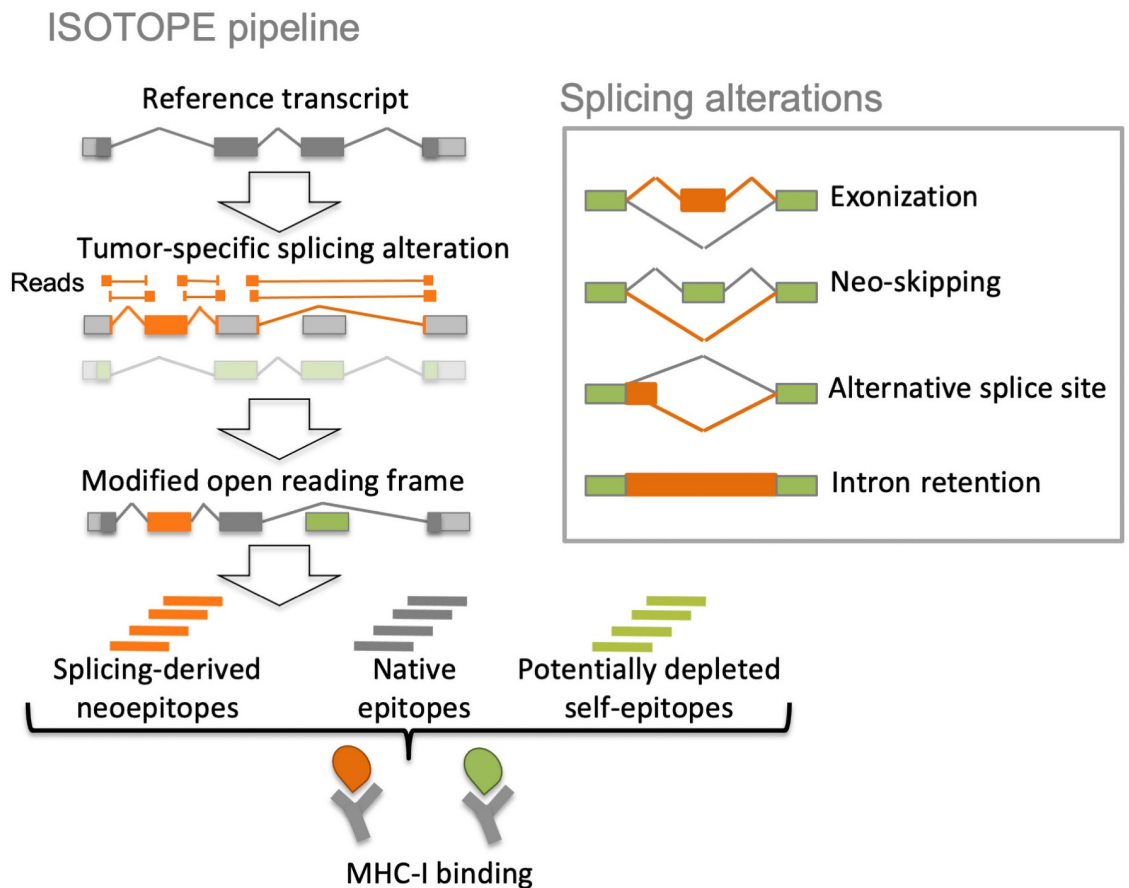 ISOTOPE pipeline
Reference transcript
Tumor-specific splicing alteration
Reads
Modified open reading frame
Splicing-derived
neoepitopes
Native
epitopes
Potentially depleted
self-epitopes
MHC-I binding
Splicing alterations
Exonization
Neo-skipping
Alternative splice site
Intron retention